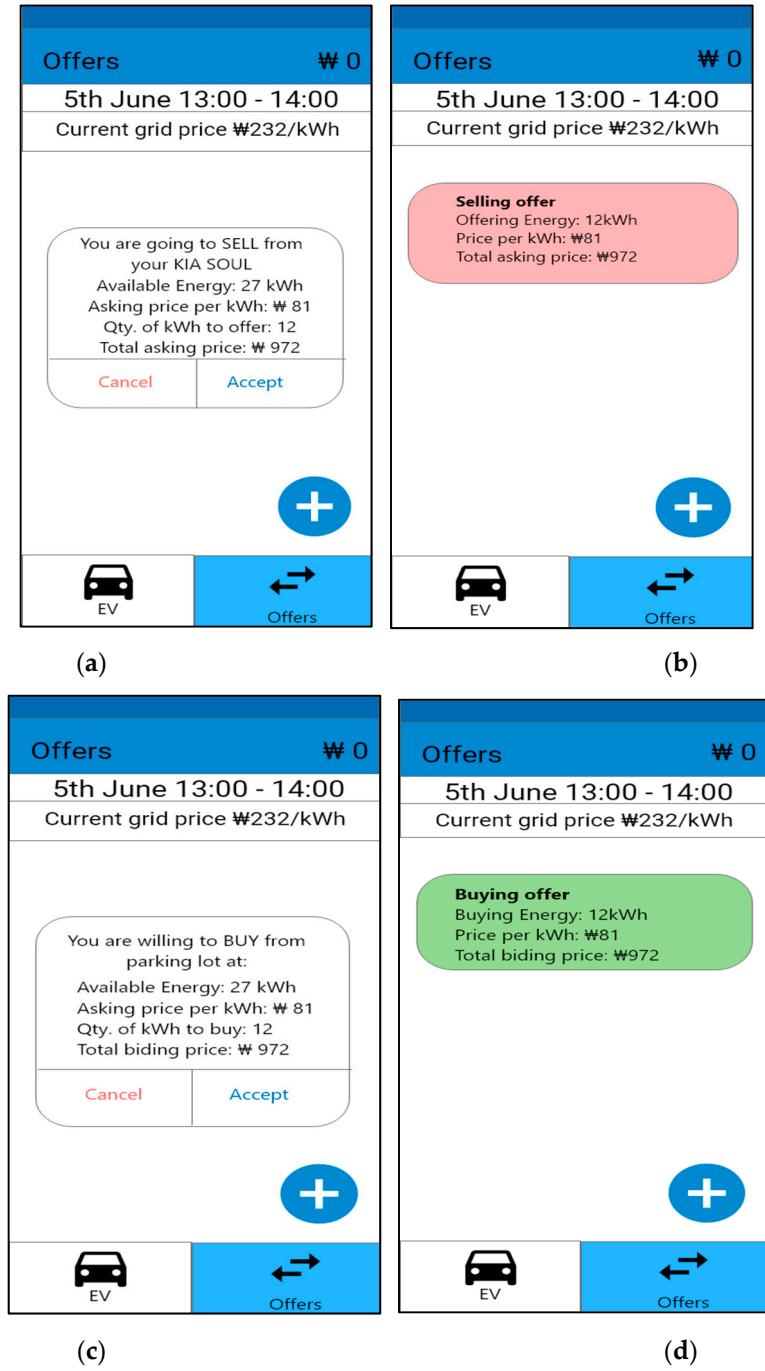 Offers ₩ 0
5th June 13:00 - 14:00
Current grid price ₩232/kWh
You are going to SELL from
your KIA SOUL
Available Energy: 27 kWh
Asking price per kWh: ₩ 81
Qty. of kWh to offer: 12
Total asking price: ₩ 972
Cancel Accept
EV Offers
(a)
Offers ₩ 0
5th June 13:00 - 14:00
Current grid price ₩232/kWh
Selling offer
Offering Energy: 12kWh
Price per kWh: ₩81
Total asking price: ₩972
EV Offers
(b)
Offers ₩ 0
5th June 13:00 - 14:00
Current grid price ₩232/kWh
You are willing to BUY from
parking lot at:
Available Energy: 27 kWh
Asking price per kWh: ₩ 81
Qty. of kWh to buy: 12
Total biding price: ₩ 972
Cancel Accept
EV Offers
(c)
Offers ₩ 0
5th June 13:00 - 14:00
Current grid price ₩232/kWh
Buying offer
Buying Energy: 12kWh
Price per kWh: ₩81
Total biding price: ₩972
EV Offers
(d)